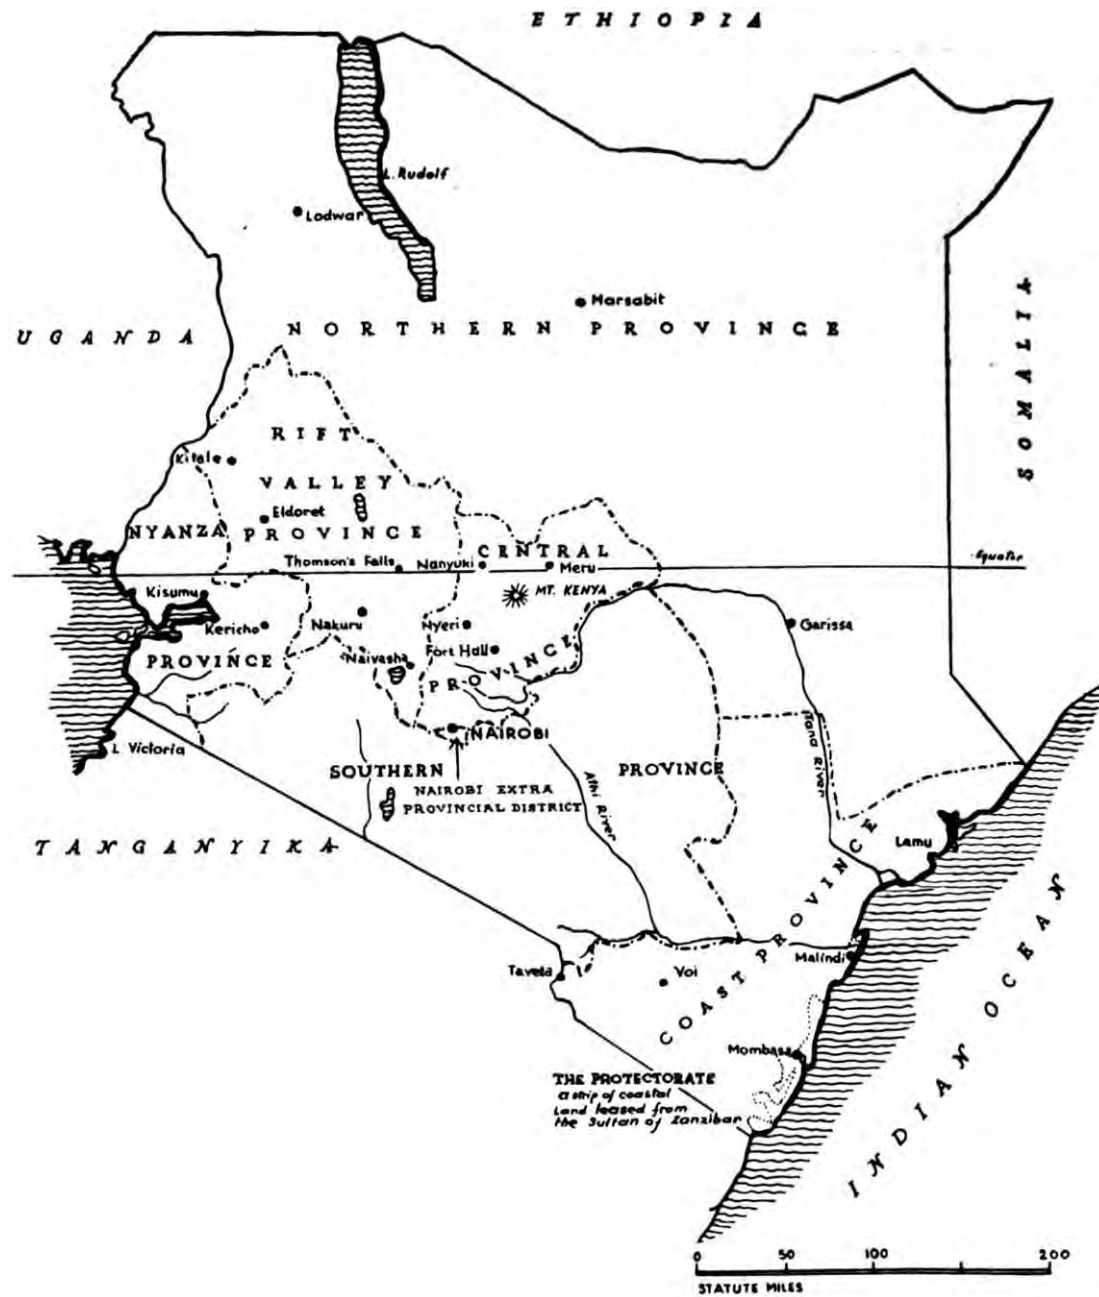 ETHIOPIA
L. Rudolf
Lodwar
Marsabit
UGANDA
NORTHERN PROVINCE
SOMALIA
RIFT
Kitale
VALLEY
Eldoret
NYANZA
PROVINCE
CENTRAL
Equator
Thomson's Falls
Nanyuki
Meru
Kisumu
MT. KENYA
Kericho
Nakuru
Nyeri
Garissa
Fort Hall
PROVINCE
Naivasha
PROVINCE
NAIROBI
L. Victoria
Tana River
SOUTHERN
PROVINCE
NAIROBI EXTRA
PROVINCIAL DISTRICT
Athi River
TANGANYIKA
Lamu
COAST PROVINCE
INDIAN OCEAN
Malindi
Taveta
Voi
Mombasa
THE PROTECTORATE
a strip of coastal
Land leased from
the Sultan of Zanzibar
0 50 100 200
STATUTE MILES